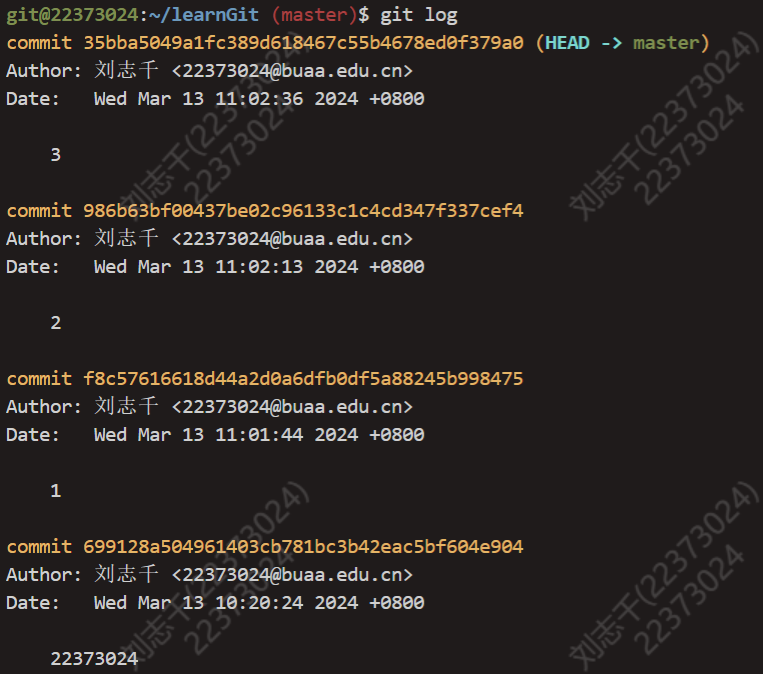 git@22373024:~/learnGit (master)$ git log
commit 35bba5049a1fc389d618467c55b4678ed0f379a0 (HEAD -> master)
Author: 刘志千 <22373024@buaa.edu.cn>
Date:   Wed Mar 13 11:02:36 2024 +0800
3
commit 986b63bf00437be02c96133c1c4cd347f337cef4
Author: 刘志千 <22373024@buaa.edu.cn>
Date:   Wed Mar 13 11:02:13 2024 +0800
2
commit f8c57616618d44a2d0a6dfb0df5a88245b998475
Author: 刘志千 <22373024@buaa.edu.cn>
Date:   Wed Mar 13 11:01:44 2024 +0800
1
commit 699128a504961403cb781bc3b42eac5bf604e904
Author: 刘志千 <22373024@buaa.edu.cn>
Date:   Wed Mar 13 10:20:24 2024 +0800
22373024
刘志千(22373024)
22373024
刘志千(22373024)
22373024
刘志千(22373024)
22373024
刘志千(22373024)
22373024